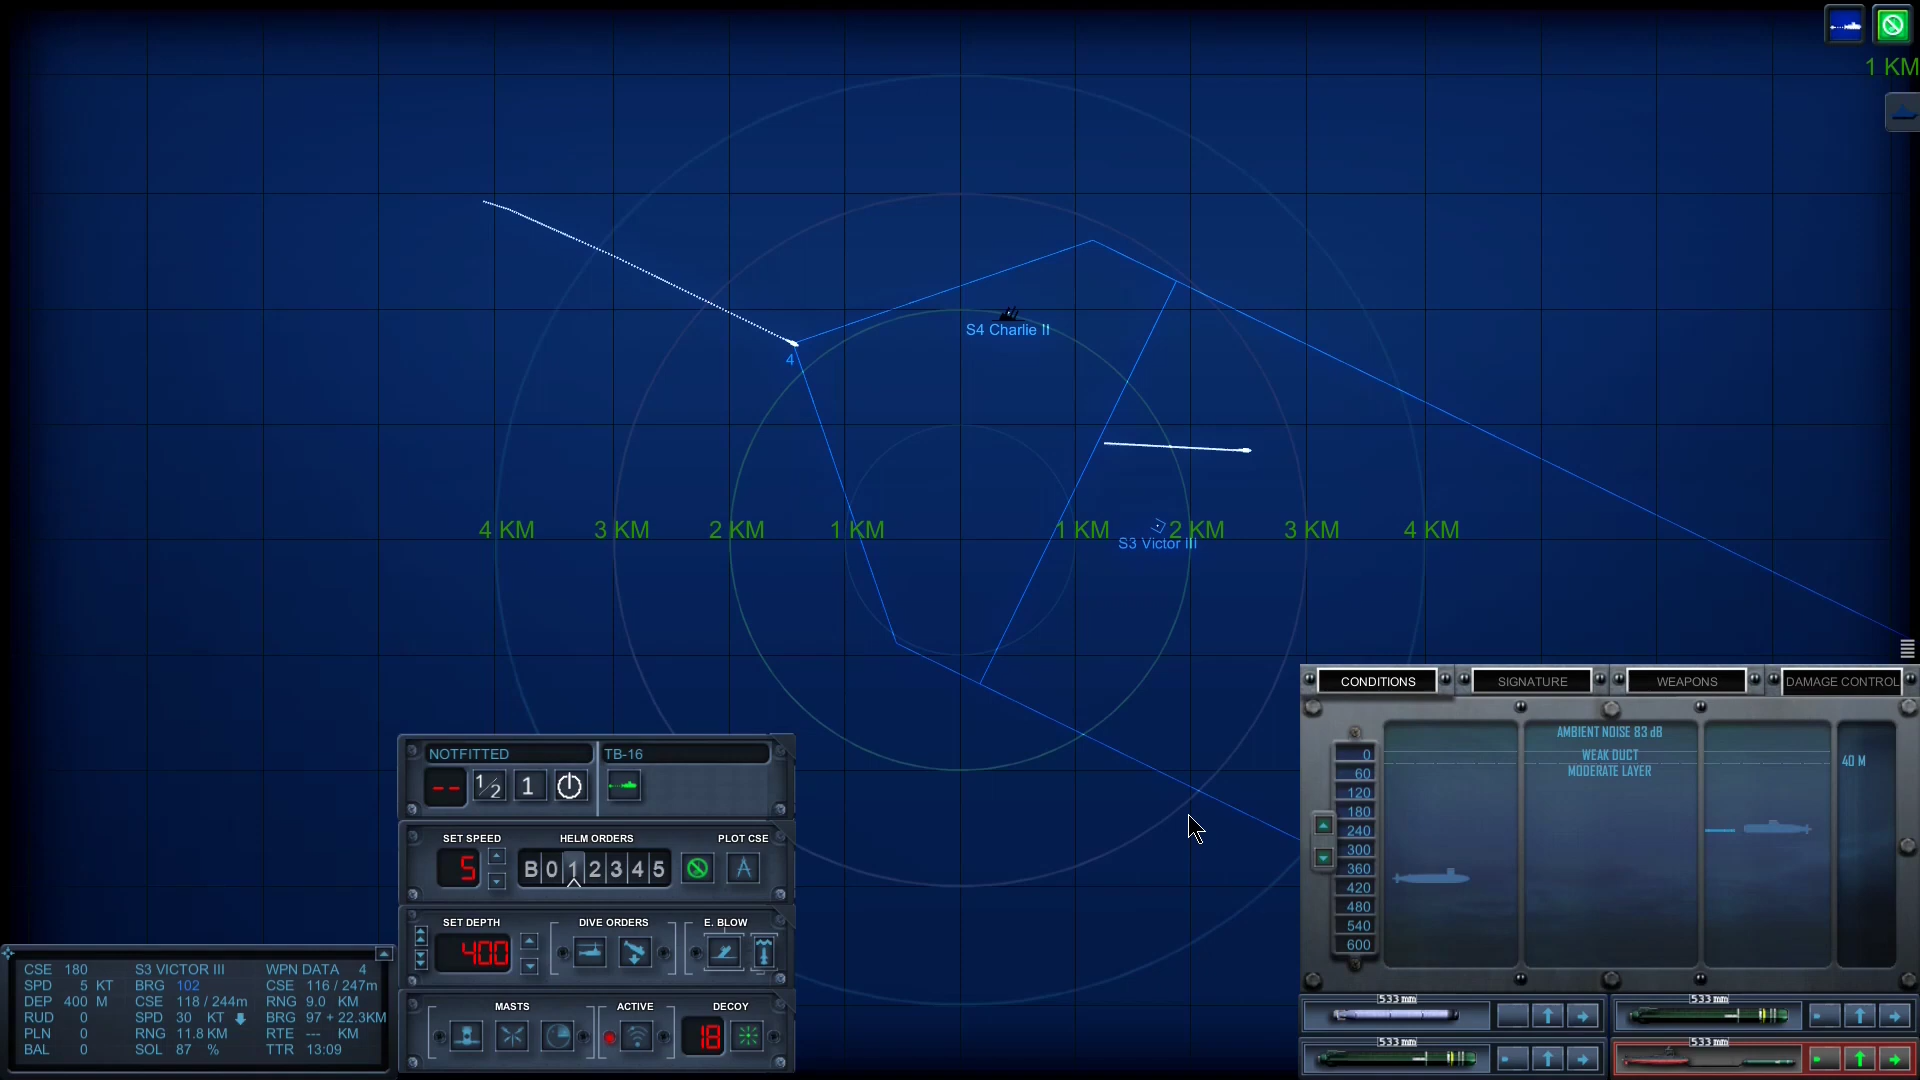 1 KM
S4 Charlie II
4
4 KM 3 KM 2 KM 1 KM 1 KM 2 KM 3 KM 4 KM
S3 Victor III
CONDITIONS SIGNATURE WEAPONS DAMAGE CONTROL
AMBIENT NOISE 83 dB
WEAK DUCT
MODERATE LAYER
40 M
0
60
120
180
240
300
360
420
480
540
600
533 mm 533 mm
533 mm 533 mm
NOTFITTED TB-16
-- 1/2 1
SET SPEED HELM ORDERS PLOT CSE
5 B 0 1 2 3 4 5
SET DEPTH DIVE ORDERS E. BLOW
400
MASTS ACTIVE DECOY
18
CSE 180 S3 VICTOR III WPN DATA 4
SPD 5 KT BRG 102 CSE 116 / 247m
DEP 400 M CSE 118 / 244m RNG 9.0 KM
RUD 0 SPD 30 KT BRG 97 + 22.3KM
PLN 0 RNG 11.8 KM RTE --- KM
BAL 0 SOL 87 % TTR 13:09